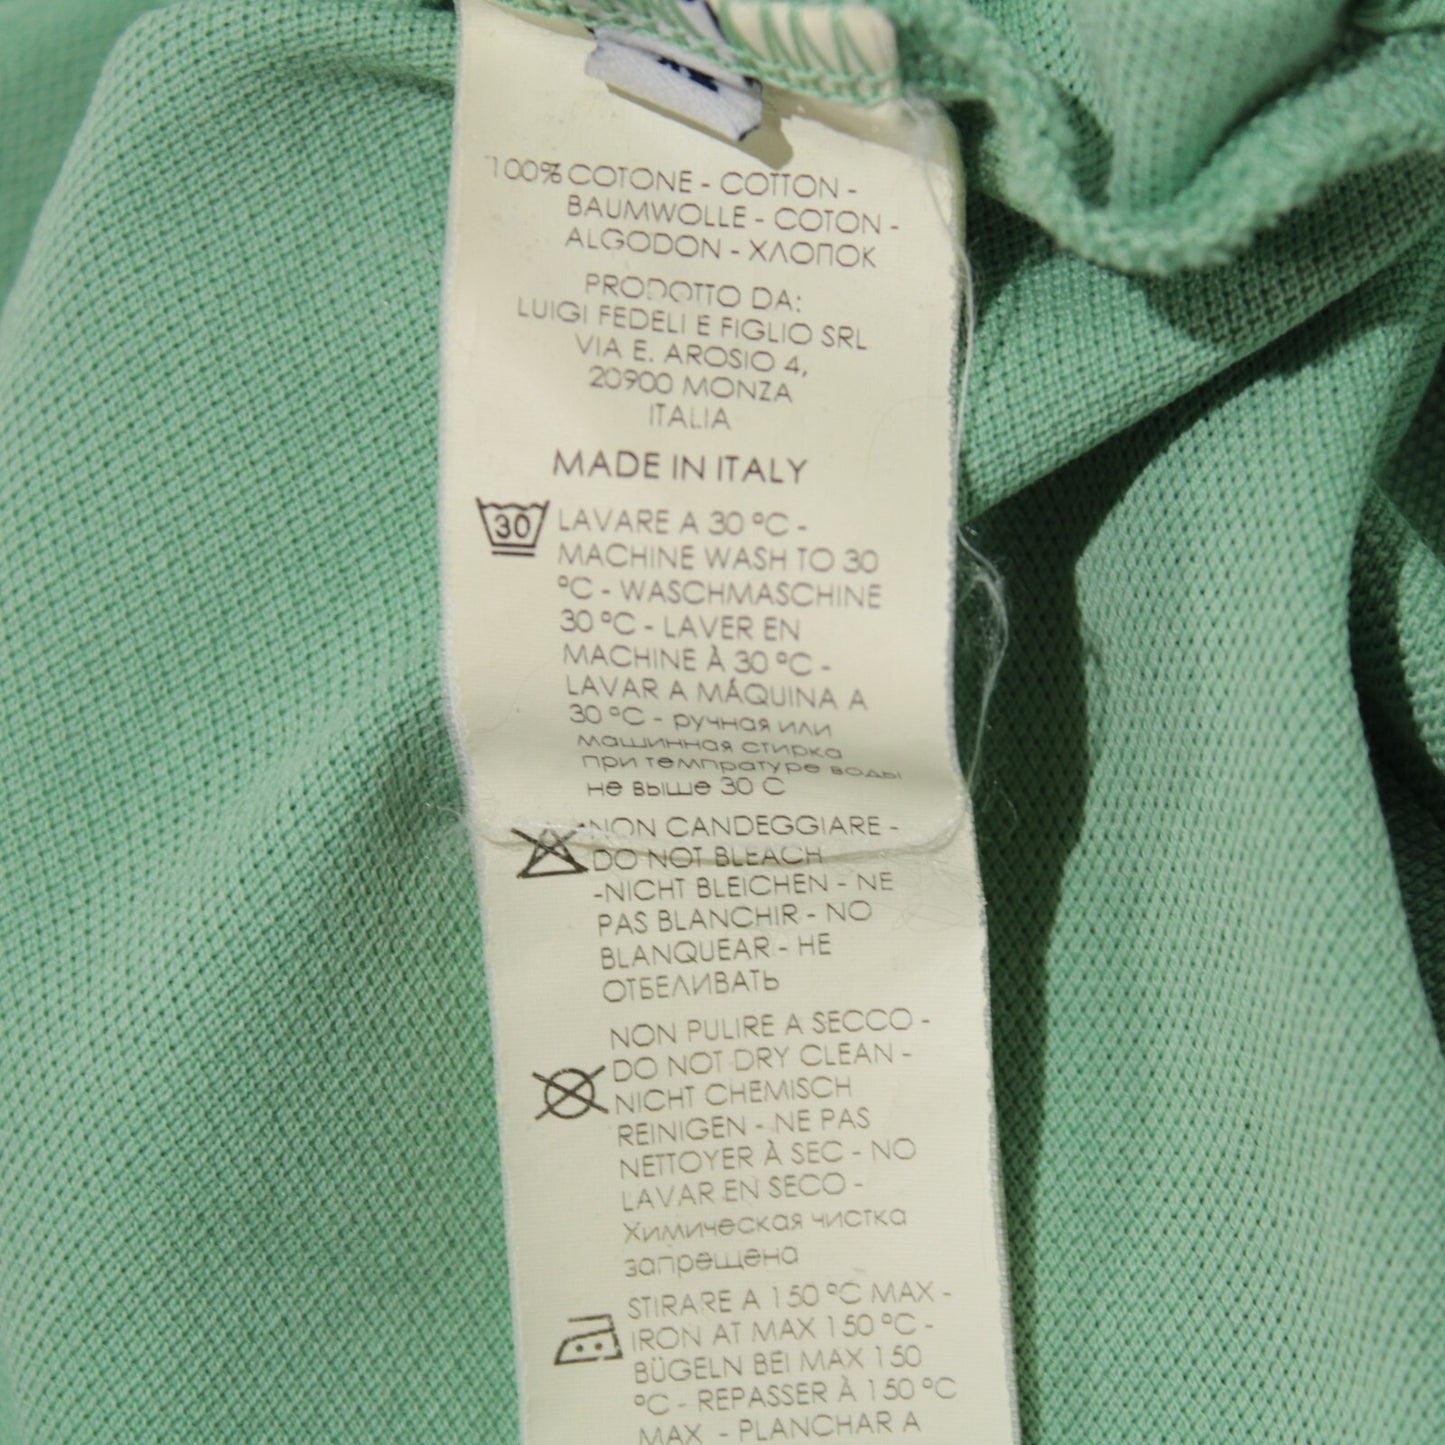 100% COTONE - COTTON -
BAUMWOLLE - COTON -
ALGODON - ХЛОПОК
PRODOTTO DA:
LUIGI FEDELI E FIGLIO SRL
VIA E. AROSIO 4,
20900 MONZA
ITALIA
MADE IN ITALY
30 LAVARE A 30 °C -
MACHINE WASH TO 30
°C - WASCHMASCHINE
30 °C - LAVER EN
MACHINE À 30 °C -
LAVAR A MÁQUINA A
30 °C - ручная или
машинная стирка
при темпратуре воды
не выше 30 C
NON CANDEGGIARE -
DO NOT BLEACH
-NICHT BLEICHEN - NE
PAS BLANCHIR - NO
BLANQUEAR - НЕ
ОТБЕЛИВАТЬ
NON PULIRE A SECCO -
DO NOT DRY CLEAN -
NICHT CHEMISCH
REINIGEN - NE PAS
NETTOYER À SEC - NO
LAVAR EN SECO -
Химическая чистка
запрещена
STIRARE A 150 °C MAX -
IRON AT MAX 150 °C -
BÜGELN BEI MAX 150
°C - REPASSER À 150 °C
MAX - PLANCHAR A